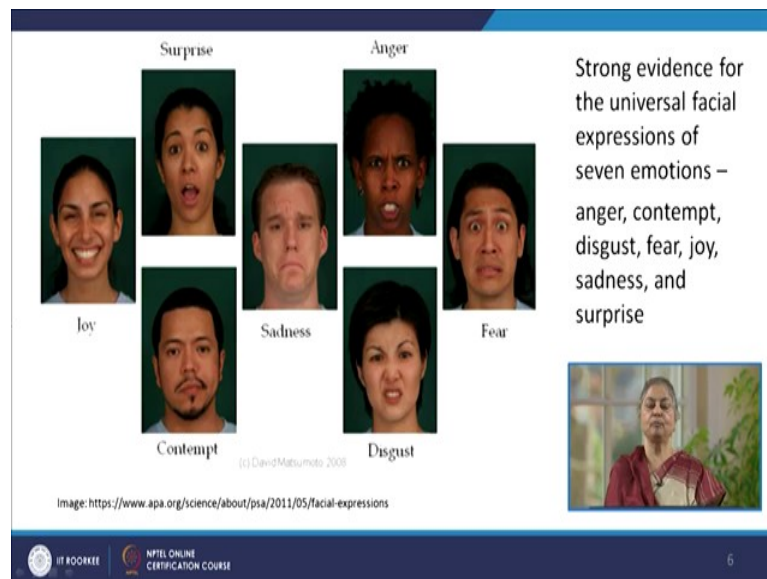 Surprise
Anger
Strong evidence for
the universal facial
expressions of
seven emotions –
anger, contempt,
disgust, fear, joy,
sadness, and
surprise
Joy
Sadness
Fear
Contempt
Disgust
(c) David Matsumoto 2008
Image: https://www.apa.org/science/about/psa/2011/05/facial-expressions
IIT ROORKEE
NPTEL ONLINE
CERTIFICATION COURSE
6